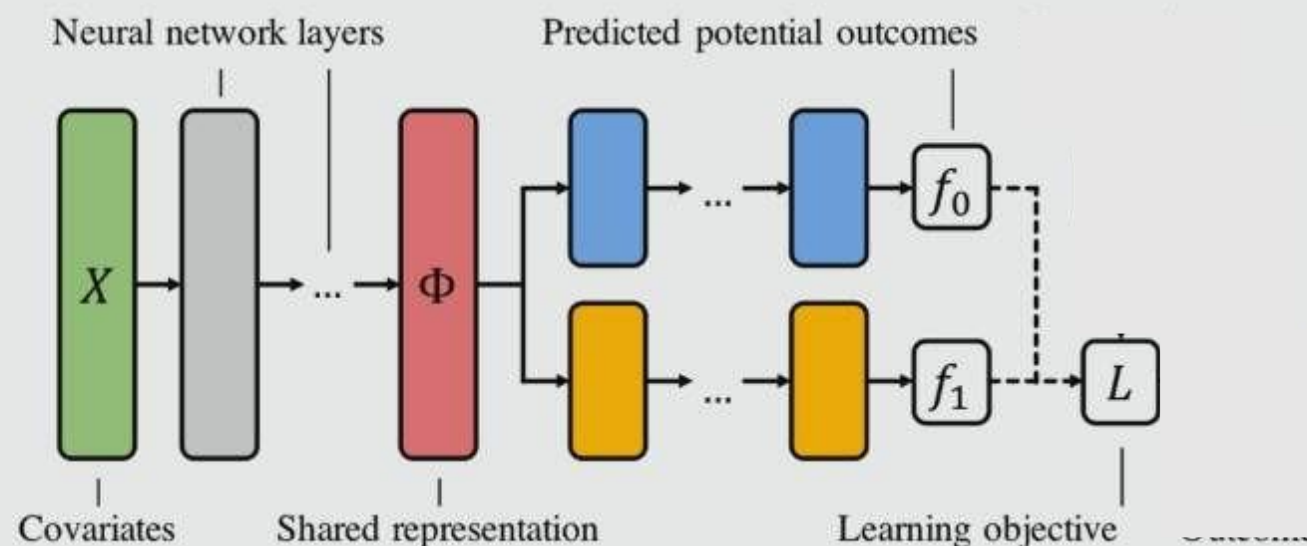 Neural network layers
Predicted potential outcomes
X
...
Φ
...
f₀
...
f₁
L
Covariates
Shared representation
Learning objective